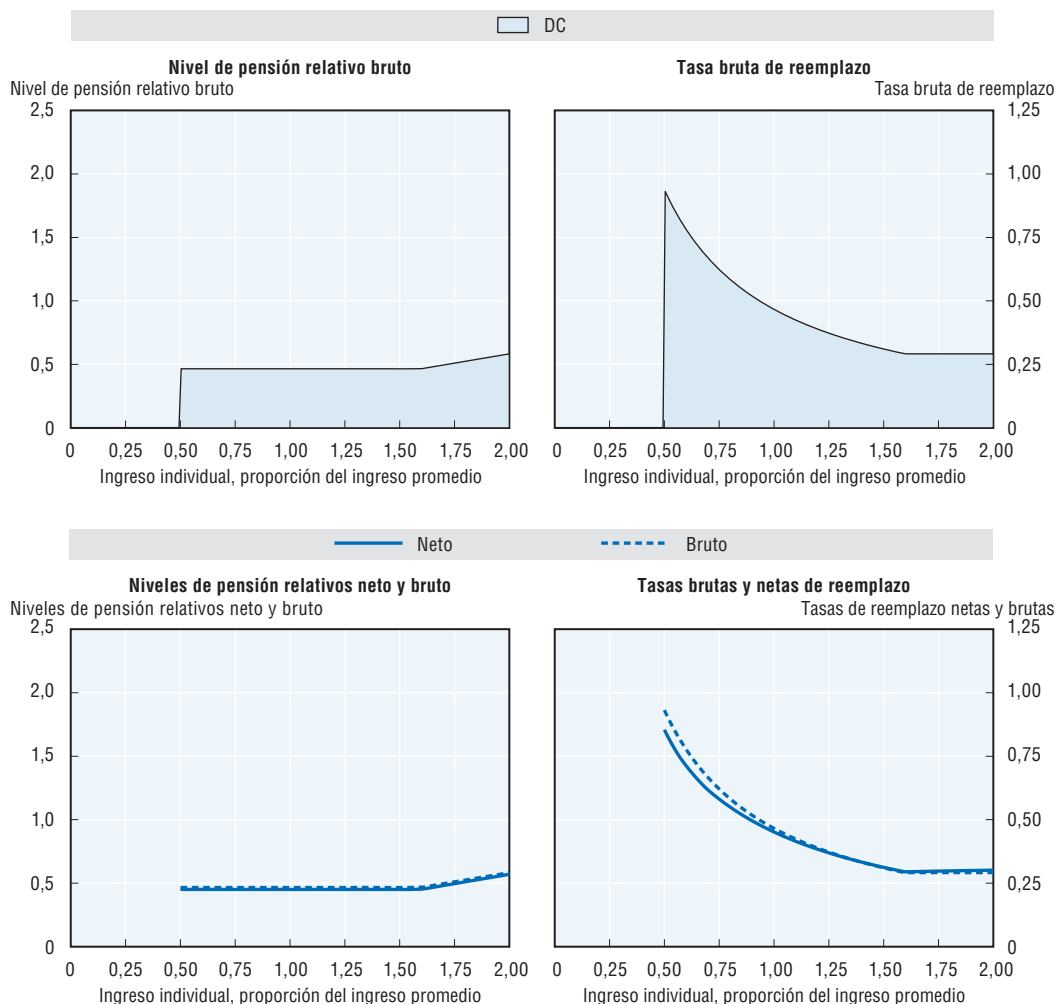 DC
Nivel de pensión relativo bruto
Nivel de pensión relativo bruto
2,5
2,0
1,5
1,0
0,5
0
0 0,25 0,50 0,75 1,00 1,25 1,50 1,75 2,00
Ingreso individual, proporción del ingreso promedio
Tasa bruta de reemplazo
Tasa bruta de reemplazo
1,25
1,00
0,75
0,50
0,25
0
0 0,25 0,50 0,75 1,00 1,25 1,50 1,75 2,00
Ingreso individual, proporción del ingreso promedio
Neto Bruto
Niveles de pensión relativos neto y bruto
Niveles de pensión relativos neto y bruto
2,5
2,0
1,5
1,0
0,5
0
0 0,25 0,50 0,75 1,00 1,25 1,50 1,75 2,00
Ingreso individual, proporción del ingreso promedio
Tasas brutas y netas de reemplazo
Tasas de reemplazo netas y brutas
1,25
1,00
0,75
0,50
0,25
0
0 0,25 0,50 0,75 1,00 1,25 1,50 1,75 2,00
Ingreso individual, proporción del ingreso promedio